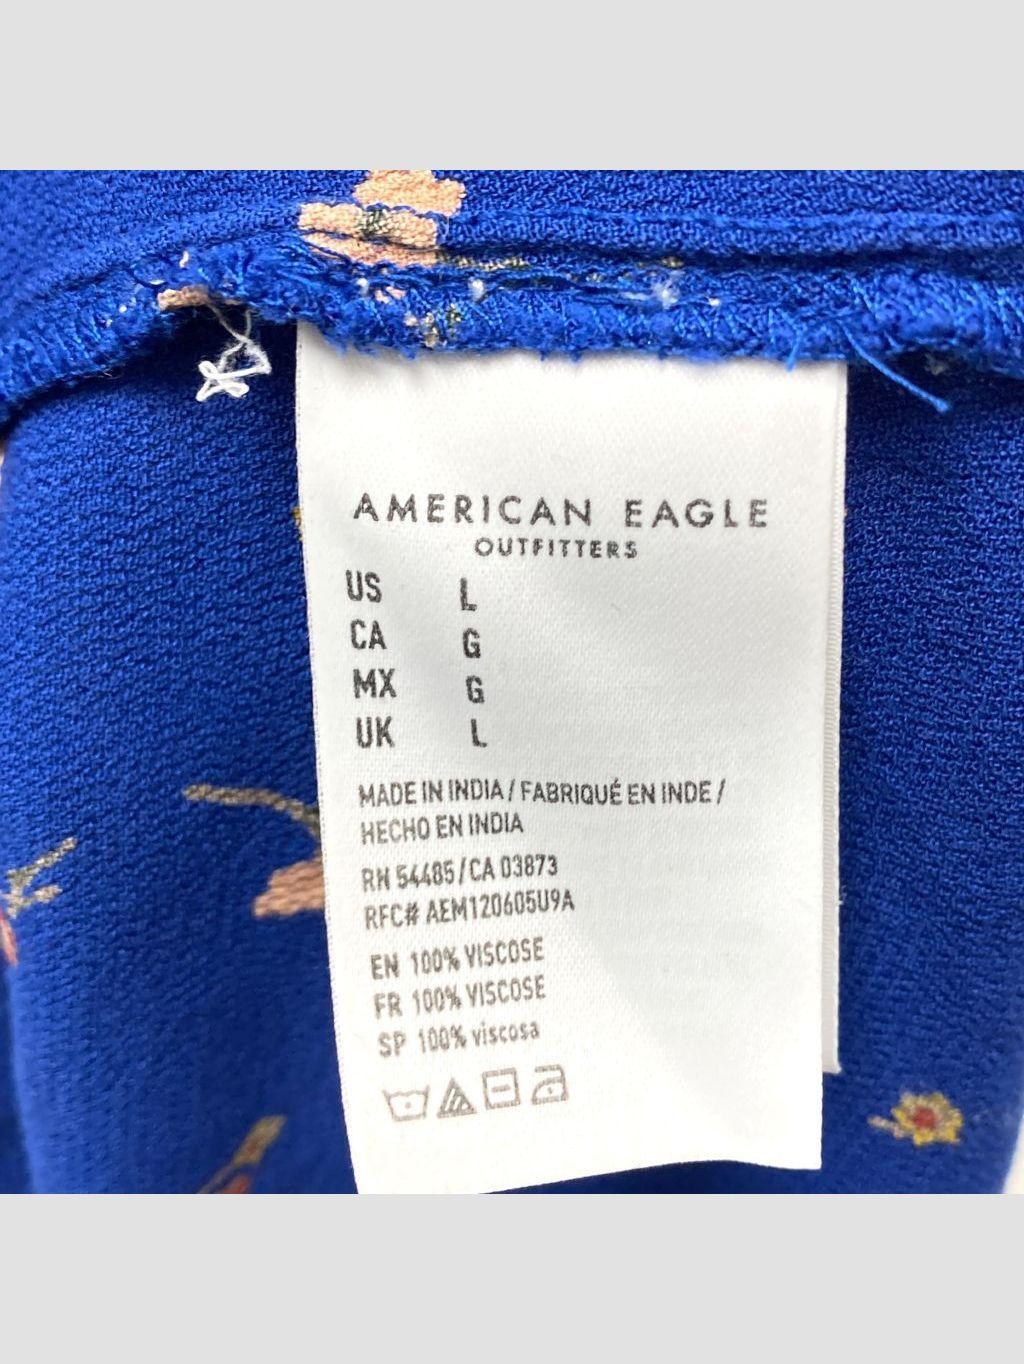 AMERICAN EAGLE
OUTFITTERS
US L
CA G
MX G
UK L
MADE IN INDIA / FABRIQUÉ EN INDE /
HECHO EN INDIA
RN 54485 / CA 03873
RFC# AEM120605U9A
EN 100% VISCOSE
FR 100% VISCOSE
SP 100% viscosa